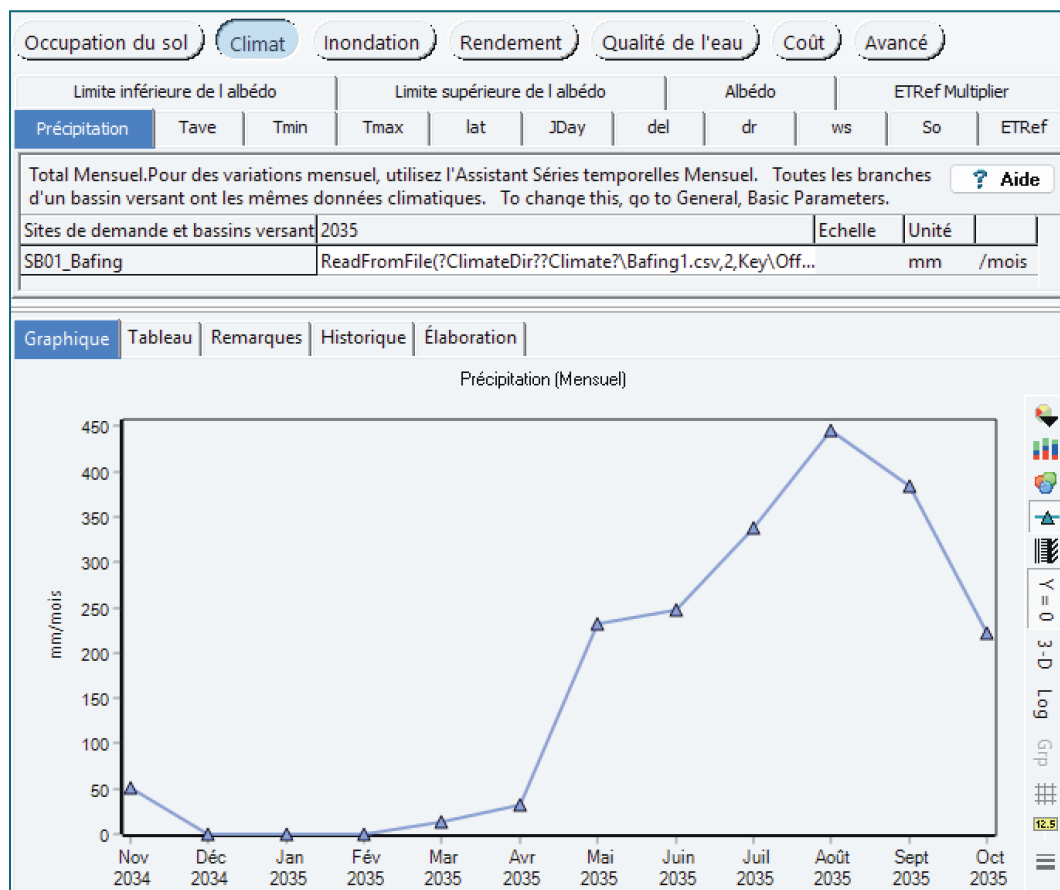 Occupation du sol Climat Inondation Rendement Qualité de l'eau Coût Avancé
Limite inférieure de l albédo Limite supérieure de l albédo Albédo ETRef Multiplier
Précipitation Tave Tmin Tmax lat JDay del dr ws So ETRef
Total Mensuel.Pour des variations mensuel, utilisez l'Assistant Séries temporelles Mensuel. Toutes les branches
d'un bassin versant ont les mêmes données climatiques. To change this, go to General, Basic Parameters.
? Aide
Sites de demande et bassins versant 2035 Echelle Unité
SB01_Bafing ReadFromFile(?ClimateDir??Climate?\Bafing1.csv,2,Key\Off... mm /mois
Graphique Tableau Remarques Historique Élaboration
Précipitation (Mensuel)
mm/mois
450
400
350
300
250
200
150
100
50
0
Nov Déc Jan Fév Mar Avr Mai Juin Juil Août Sept Oct
2034 2034 2035 2035 2035 2035 2035 2035 2035 2035 2035 2035
Y = 0
3-D
Log
Grp
12.5